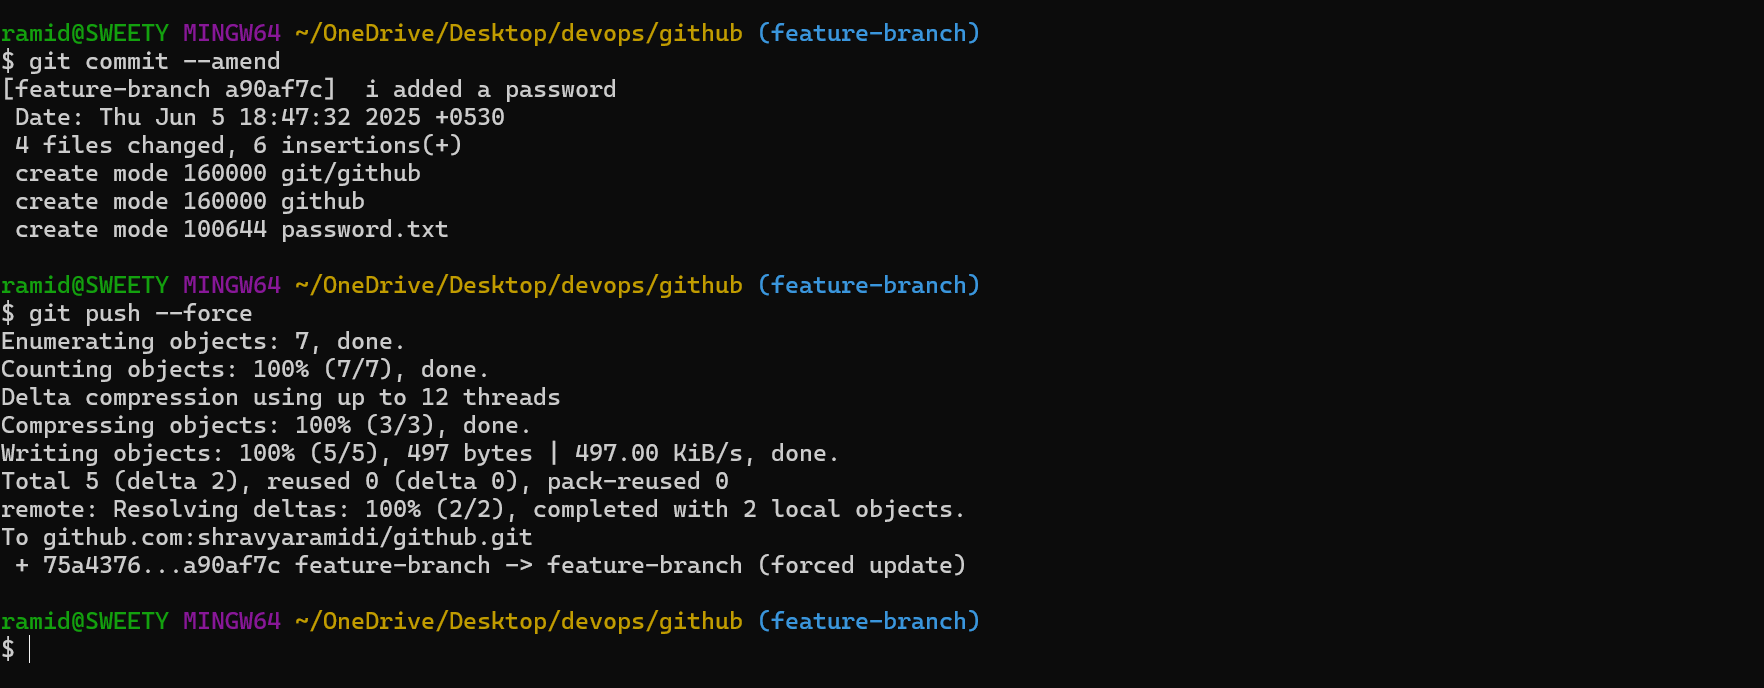 ramid@SWEETY MINGW64 ~/OneDrive/Desktop/devops/github (feature-branch)
$ git commit --amend
[feature-branch a90af7c]  i added a password
 Date: Thu Jun 5 18:47:32 2025 +0530
 4 files changed, 6 insertions(+)
 create mode 160000 git/github
 create mode 160000 github
 create mode 100644 password.txt
ramid@SWEETY MINGW64 ~/OneDrive/Desktop/devops/github (feature-branch)
$ git push --force
Enumerating objects: 7, done.
Counting objects: 100% (7/7), done.
Delta compression using up to 12 threads
Compressing objects: 100% (3/3), done.
Writing objects: 100% (5/5), 497 bytes | 497.00 KiB/s, done.
Total 5 (delta 2), reused 0 (delta 0), pack-reused 0
remote: Resolving deltas: 100% (2/2), completed with 2 local objects.
To github.com:shravyaramidi/github.git
 + 75a4376...a90af7c feature-branch -> feature-branch (forced update)
ramid@SWEETY MINGW64 ~/OneDrive/Desktop/devops/github (feature-branch)
$